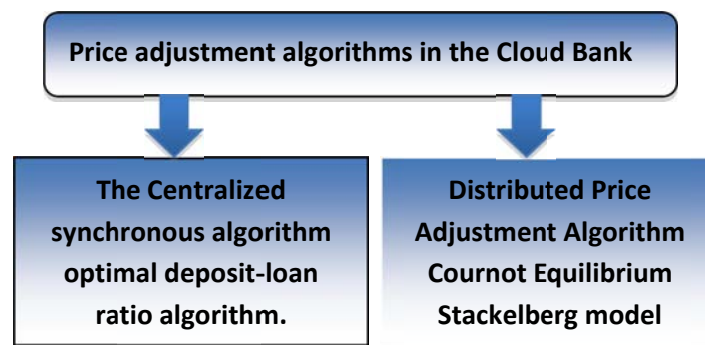 Price adjustment algorithms in the Cloud Bank
The Centralized
synchronous algorithm
optimal deposit-loan
ratio algorithm.
Distributed Price
Adjustment Algorithm
Cournot Equilibrium
Stackelberg model